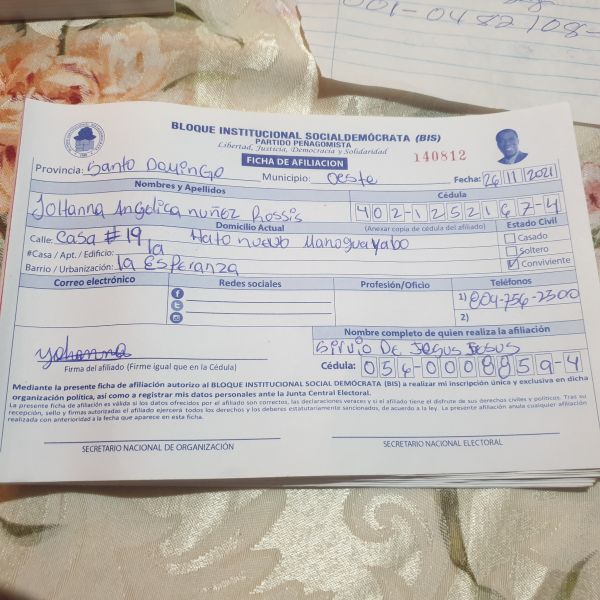 001-0482108-
BLOQUE INSTITUCIONAL SOCIALDEMÓCRATA (BIS)
PARTIDO PEÑAGOMISTA
Libertad, Justicia, Democracia y Solidaridad
FICHA DE AFILIACION
140812
Provincia: Santo Domingo Municipio: Oeste Fecha: 26/11/2021
Nombres y Apellidos Cédula
Johanna Angelica nuñez Rossis 402-1252167-4
Domicilio Actual (Anexar copia de cédula del afiliado) Estado Civil
Calle: Casa #19 Hato nuevo Manoguayabo Casado
#Casa / Apt. / Edificio: la Soltero
Barrio / Urbanización: la Esperanza Conviviente
Correo electrónico Redes sociales Profesión/Oficio Teléfonos
1) 804-756-2300
2)
Nombre completo de quien realiza la afiliación
Yohanna Silvio De Jesus Jesus
Firma del afiliado (Firme igual que en la Cédula) Cédula: 056-0008859-4
Mediante la presente ficha de afiliación autorizo al BLOQUE INSTITUCIONAL SOCIAL DEMÓCRATA (BIS) a realizar mi inscripción única y exclusiva en dicha
organización política, así como a registrar mis datos personales ante la Junta Central Electoral.
La presente ficha de afiliación es válida si los datos ofrecidos por el afiliado son correctos, las declaraciones veraces y si el afiliado tiene el disfrute de sus derechos civiles y políticos. Tras su
recepción, sello y firmas autorizadas el afiliado ejercerá todos los derechos y los deberes estatutariamente sancionados, de acuerdo a la ley. La presente afiliación anula cualquier afiliación
realizada con anterioridad a la fecha que aparece en esta ficha.
SECRETARIO NACIONAL DE ORGANIZACIÓN SECRETARIO NACIONAL ELECTORAL